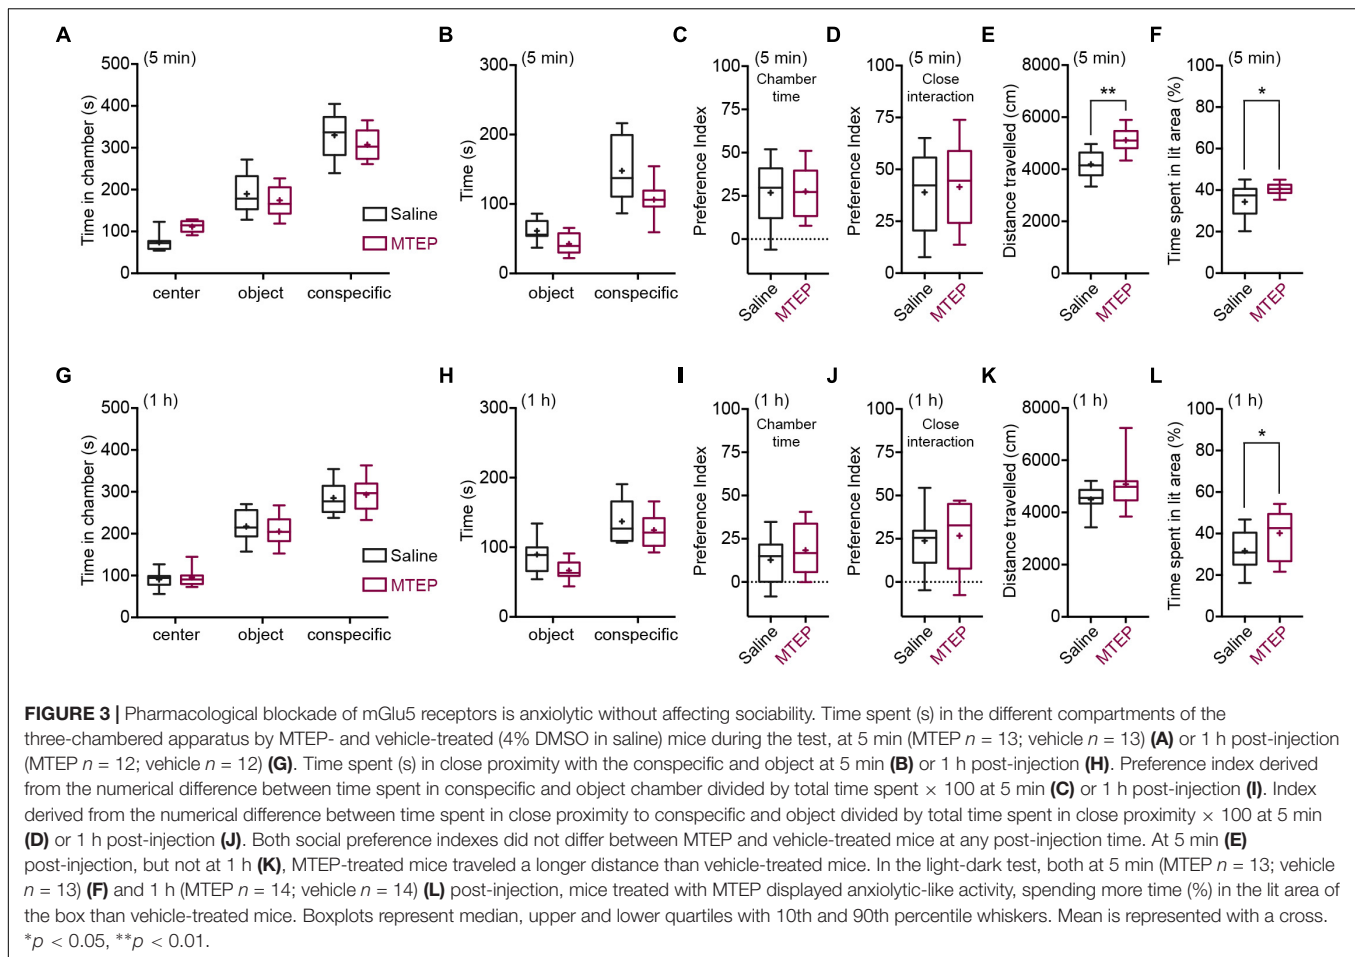 A
(5 min)
Time in chamber (s)
500
400
300
200
100
0
center
object
conspecific
Saline
MTEP
B
(5 min)
Time (s)
300
200
100
0
object
conspecific
C
(5 min)
Chamber
time
Preference Index
100
75
50
25
0
Saline
MTEP
D
(5 min)
Close
interaction
Preference Index
100
75
50
25
0
Saline
MTEP
E
(5 min)
**
Distance travelled (cm)
8000
6000
4000
2000
0
Saline
MTEP
F
(5 min)
*
Time spent in lit area (%)
100
80
60
40
20
0
Saline
MTEP
G
(1 h)
Time in chamber (s)
500
400
300
200
100
0
center
object
conspecific
Saline
MTEP
H
(1 h)
Time (s)
300
200
100
0
object
conspecific
I
(1 h)
Chamber
time
Preference Index
100
75
50
25
0
Saline
MTEP
J
(1 h)
Close
interaction
Preference Index
100
75
50
25
0
Saline
MTEP
K
(1 h)
Distance travelled (cm)
8000
6000
4000
2000
0
Saline
MTEP
L
(1 h)
*
Time spent in lit area (%)
100
80
60
40
20
0
Saline
MTEP
FIGURE 3 | Pharmacological blockade of mGlu5 receptors is anxiolytic without affecting sociability. Time spent (s) in the different compartments of the
three-chambered apparatus by MTEP- and vehicle-treated (4% DMSO in saline) mice during the test, at 5 min (MTEP n = 13; vehicle n = 13) (A) or 1 h post-injection
(MTEP n = 12; vehicle n = 12) (G). Time spent (s) in close proximity with the conspecific and object at 5 min (B) or 1 h post-injection (H). Preference index derived
from the numerical difference between time spent in conspecific and object chamber divided by total time spent × 100 at 5 min (C) or 1 h post-injection (I). Index
derived from the numerical difference between time spent in close proximity to conspecific and object divided by total time spent in close proximity × 100 at 5 min
(D) or 1 h post-injection (J). Both social preference indexes did not differ between MTEP and vehicle-treated mice at any post-injection time. At 5 min (E)
post-injection, but not at 1 h (K), MTEP-treated mice traveled a longer distance than vehicle-treated mice. In the light-dark test, both at 5 min (MTEP n = 13; vehicle
n = 13) (F) and 1 h (MTEP n = 14; vehicle n = 14) (L) post-injection, mice treated with MTEP displayed anxiolytic-like activity, spending more time (%) in the lit area of
the box than vehicle-treated mice. Boxplots represent median, upper and lower quartiles with 10th and 90th percentile whiskers. Mean is represented with a cross.
*p < 0.05, **p < 0.01.